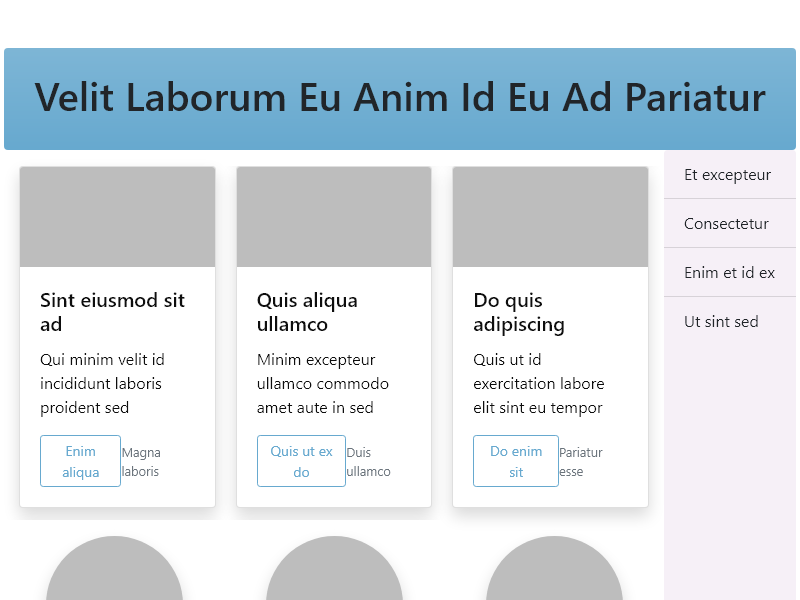 Velit Laborum Eu Anim Id Eu Ad Pariatur
Sint eiusmod sit
ad
Qui minim velit id
incididunt laboris
proident sed
Enim
aliqua
Magna
laboris
Quis aliqua
ullamco
Minim excepteur
ullamco commodo
amet aute in sed
Quis ut ex
do
Duis
ullamco
Do quis
adipiscing
Quis ut id
exercitation labore
elit sint eu tempor
Do enim
sit
Pariatur
esse
Et excepteur
Consectetur
Enim et id ex
Ut sint sed